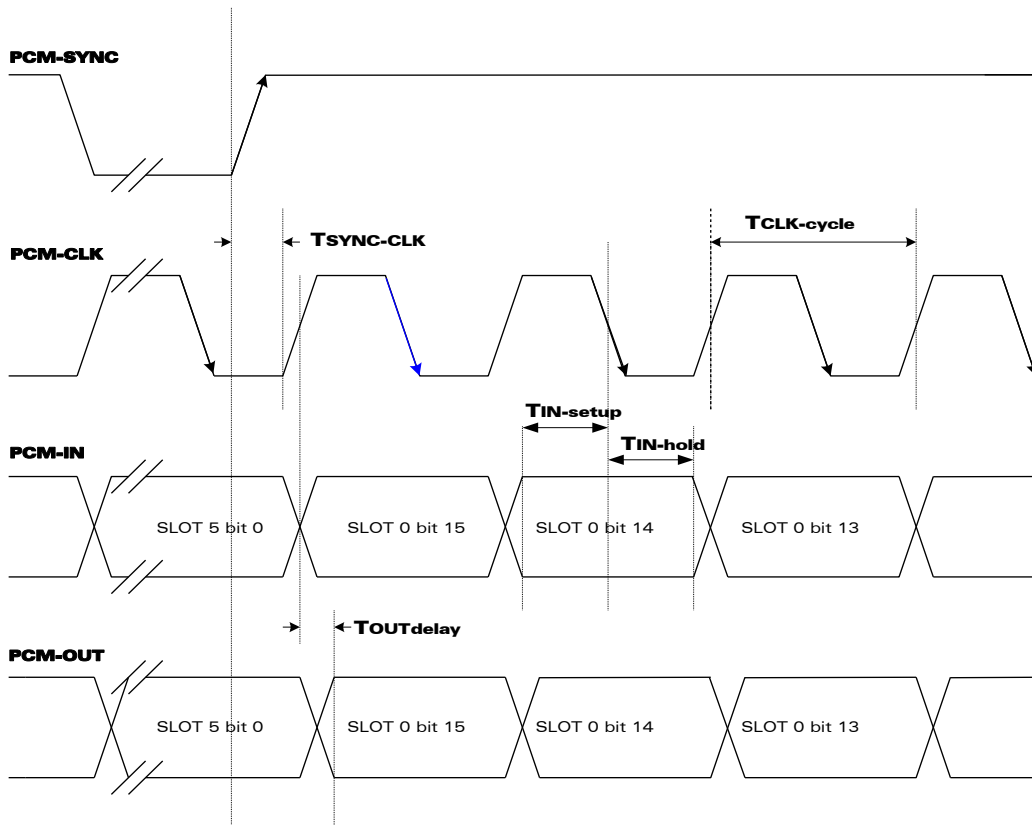 PCM-SYNC
TCLK-cycle
TSYNC-CLK
PCM-CLK
TIN-setup
TIN-hold
PCM-IN
SLOT 5 bit 0
SLOT 0 bit 15
SLOT 0 bit 14
SLOT 0 bit 13
TOUTdelay
PCM-OUT
SLOT 5 bit 0
SLOT 0 bit 15
SLOT 0 bit 14
SLOT 0 bit 13